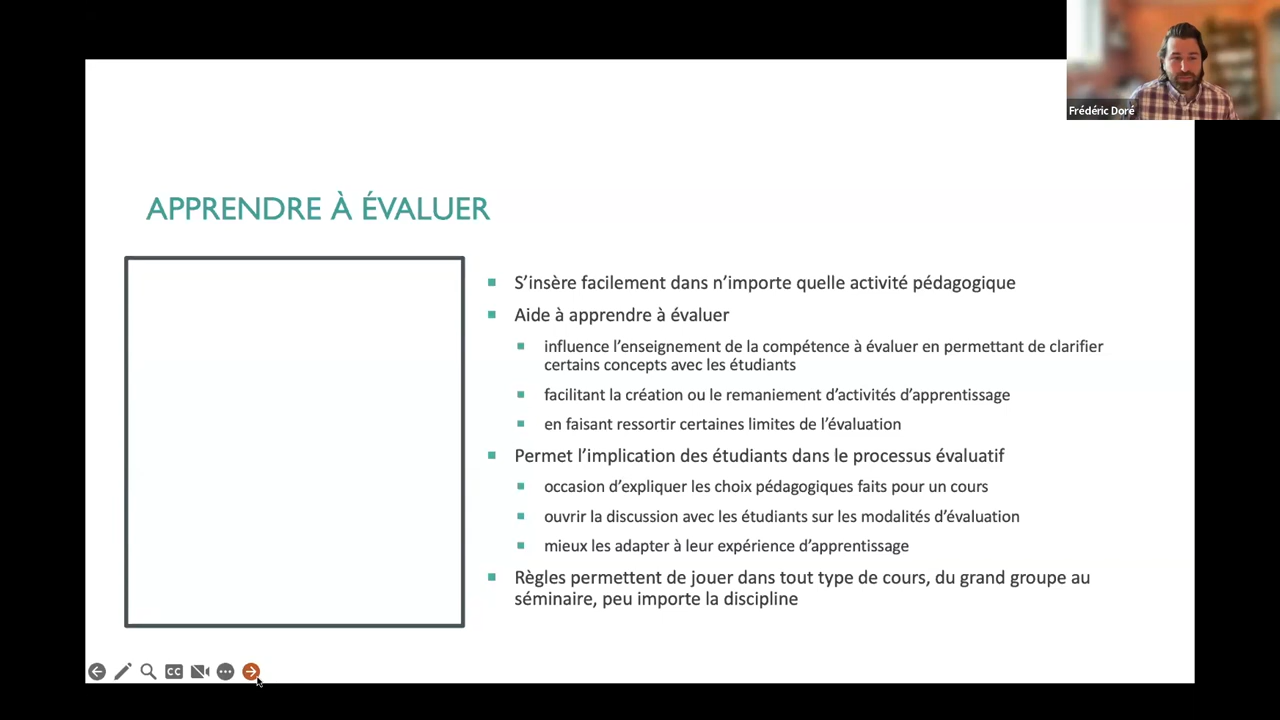 Frédéric Doré
APPRENDRE À ÉVALUER
S'insère facilement dans n'importe quelle activité pédagogique
Aide à apprendre à évaluer
influence l'enseignement de la compétence à évaluer en permettant de clarifier
certains concepts avec les étudiants
facilitant la création ou le remaniement d'activités d'apprentissage
en faisant ressortir certaines limites de l'évaluation
Permet l'implication des étudiants dans le processus évaluatif
occasion d'expliquer les choix pédagogiques faits pour un cours
ouvrir la discussion avec les étudiants sur les modalités d'évaluation
mieux les adapter à leur expérience d'apprentissage
Règles permettent de jouer dans tout type de cours, du grand groupe au
séminaire, peu importe la discipline
CC